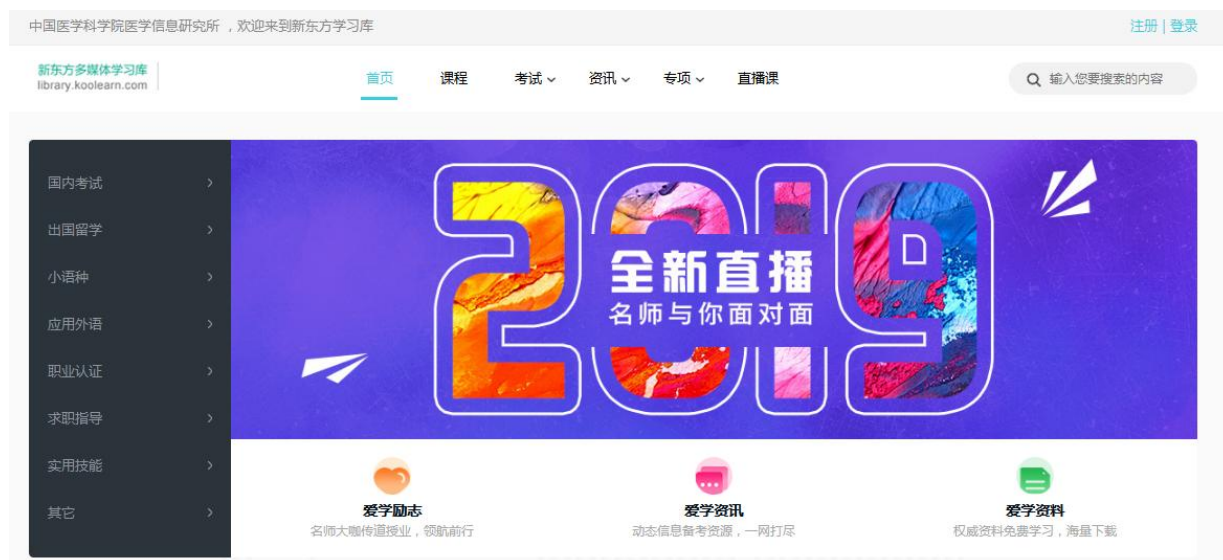 中国医学科学院医学信息研究所 ，欢迎来到新东方学习库
注册 | 登录
新东方多媒体学习库
library.koolearn.com
首页 课程 考试 资讯 专项 直播课
输入您要搜索的内容
国内考试
出国留学
小语种
应用外语
职业认证
求职指导
实用技能
其它
2019
全新直播
名师与你面对面
爱学励志
名师大咖传道授业，领航前行
爱学资讯
动态信息备考资源，一网打尽
爱学资料
权威资料免费学习，海量下载